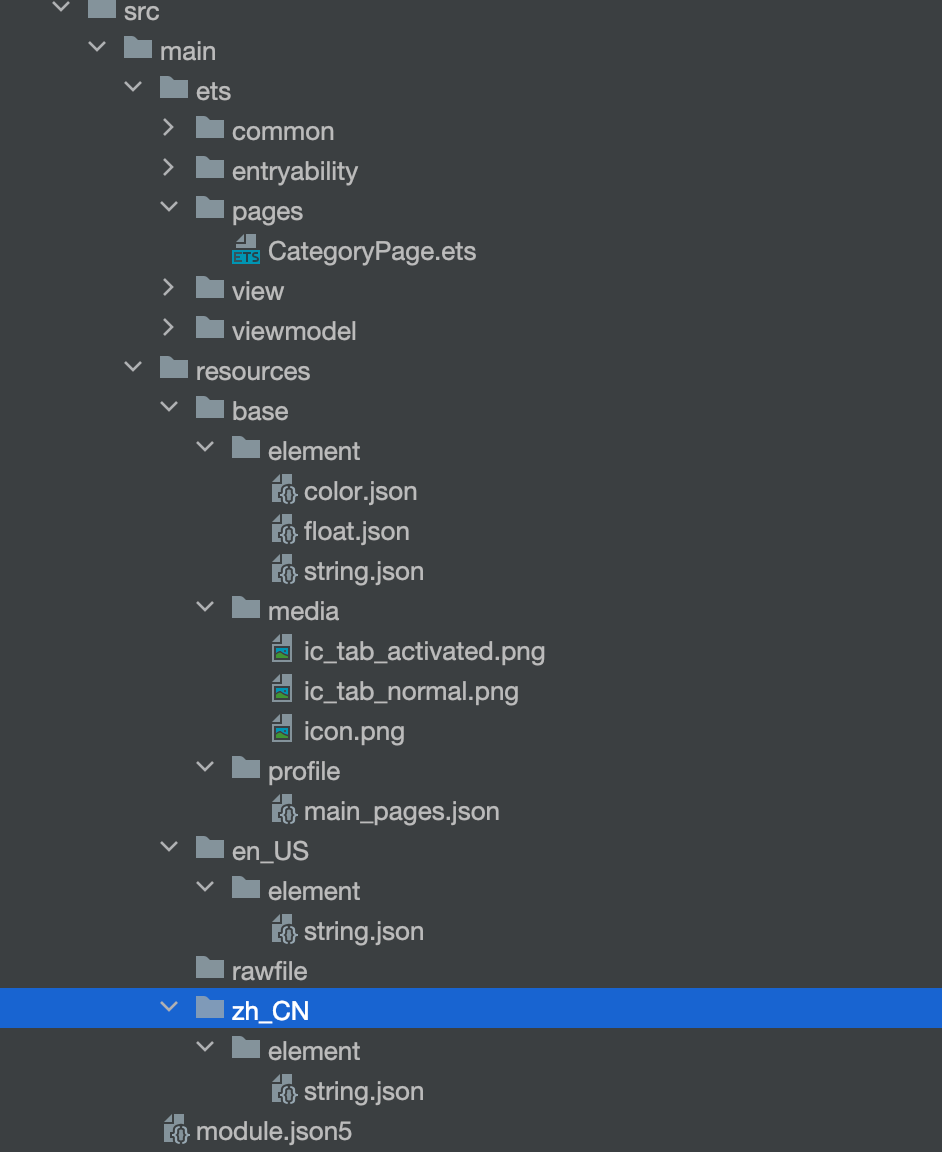 src
main
ets
common
entryability
pages
ETS CategoryPage.ets
view
viewmodel
resources
base
element
color.json
float.json
string.json
media
ic_tab_activated.png
ic_tab_normal.png
icon.png
profile
main_pages.json
en_US
element
string.json
rawfile
zh_CN
element
string.json
module.json5